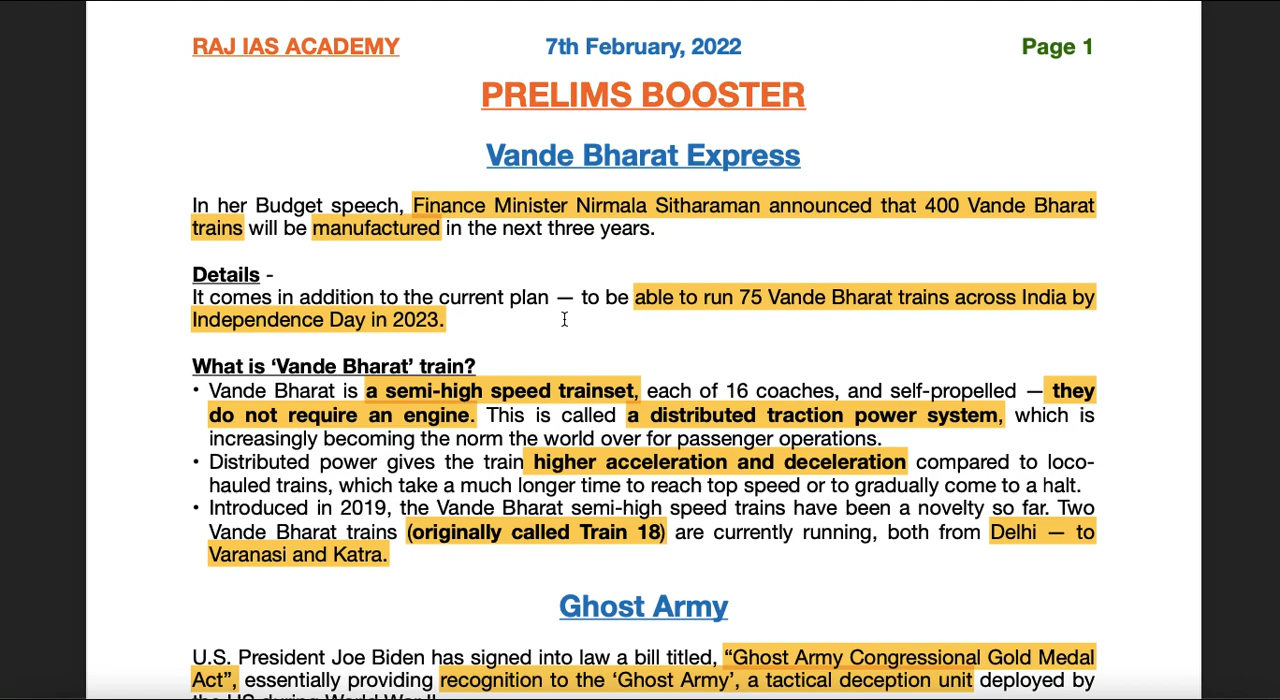 RAJ IAS ACADEMY 7th February, 2022 Page 1
PRELIMS BOOSTER
Vande Bharat Express
In her Budget speech, Finance Minister Nirmala Sitharaman announced that 400 Vande Bharat
trains will be manufactured in the next three years.
Details -
It comes in addition to the current plan — to be able to run 75 Vande Bharat trains across India by
Independence Day in 2023.
What is ‘Vande Bharat’ train?
• Vande Bharat is a semi-high speed trainset, each of 16 coaches, and self-propelled — they
do not require an engine. This is called a distributed traction power system, which is
increasingly becoming the norm the world over for passenger operations.
• Distributed power gives the train higher acceleration and deceleration compared to loco-
hauled trains, which take a much longer time to reach top speed or to gradually come to a halt.
• Introduced in 2019, the Vande Bharat semi-high speed trains have been a novelty so far. Two
Vande Bharat trains (originally called Train 18) are currently running, both from Delhi — to
Varanasi and Katra.
Ghost Army
U.S. President Joe Biden has signed into law a bill titled, “Ghost Army Congressional Gold Medal
Act”, essentially providing recognition to the ‘Ghost Army’, a tactical deception unit deployed by
the US during World War II